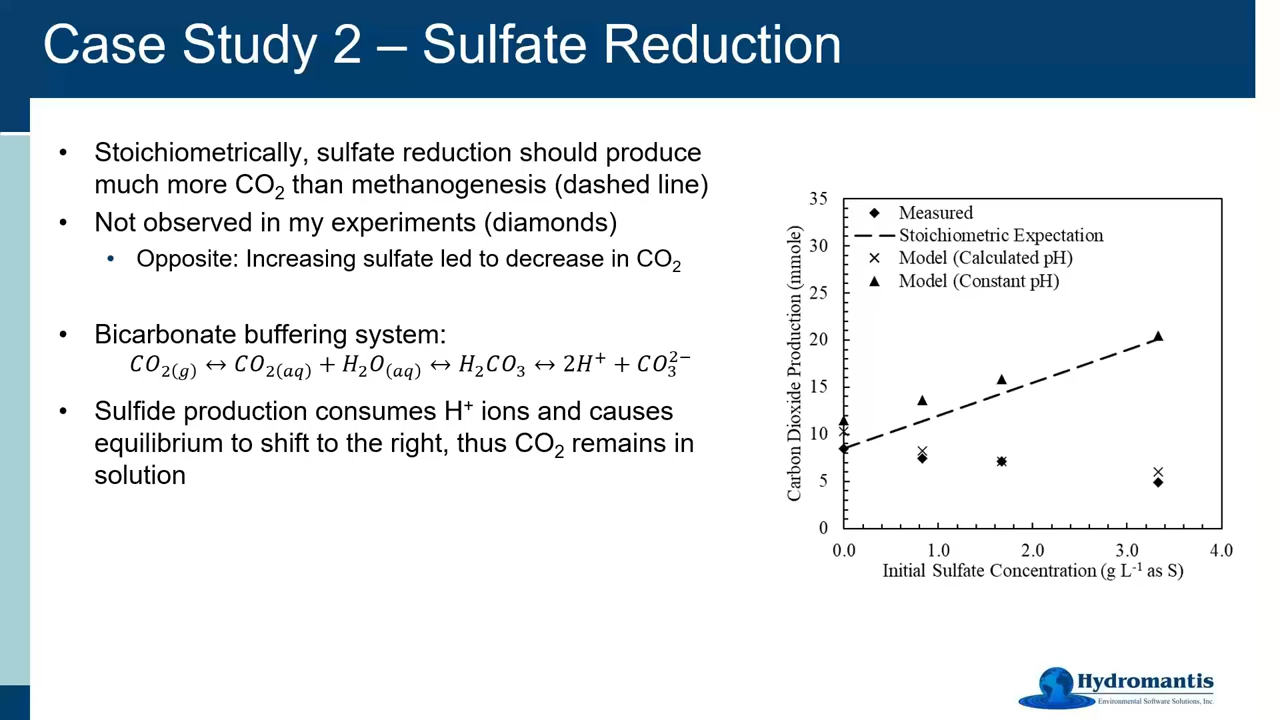 Case Study 2 – Sulfate Reduction
• Stoichiometrically, sulfate reduction should produce
much more CO₂ than methanogenesis (dashed line)
• Not observed in my experiments (diamonds)
• Opposite: Increasing sulfate led to decrease in CO₂
• Bicarbonate buffering system:
CO₂₍g₎ ↔ CO₂₍aq₎ + H₂O₍aq₎ ↔ H₂CO₃ ↔ 2H⁺ + CO₃²⁻
• Sulfide production consumes H⁺ ions and causes
equilibrium to shift to the right, thus CO₂ remains in
solution
Carbon Dioxide Production (mmole)
35
30
25
20
15
10
5
0
Measured
Stoichiometric Expectation
Model (Calculated pH)
Model (Constant pH)
0.0 1.0 2.0 3.0 4.0
Initial Sulfate Concentration (g L⁻¹ as S)
Hydromantis
Environmental Software Solutions, Inc.